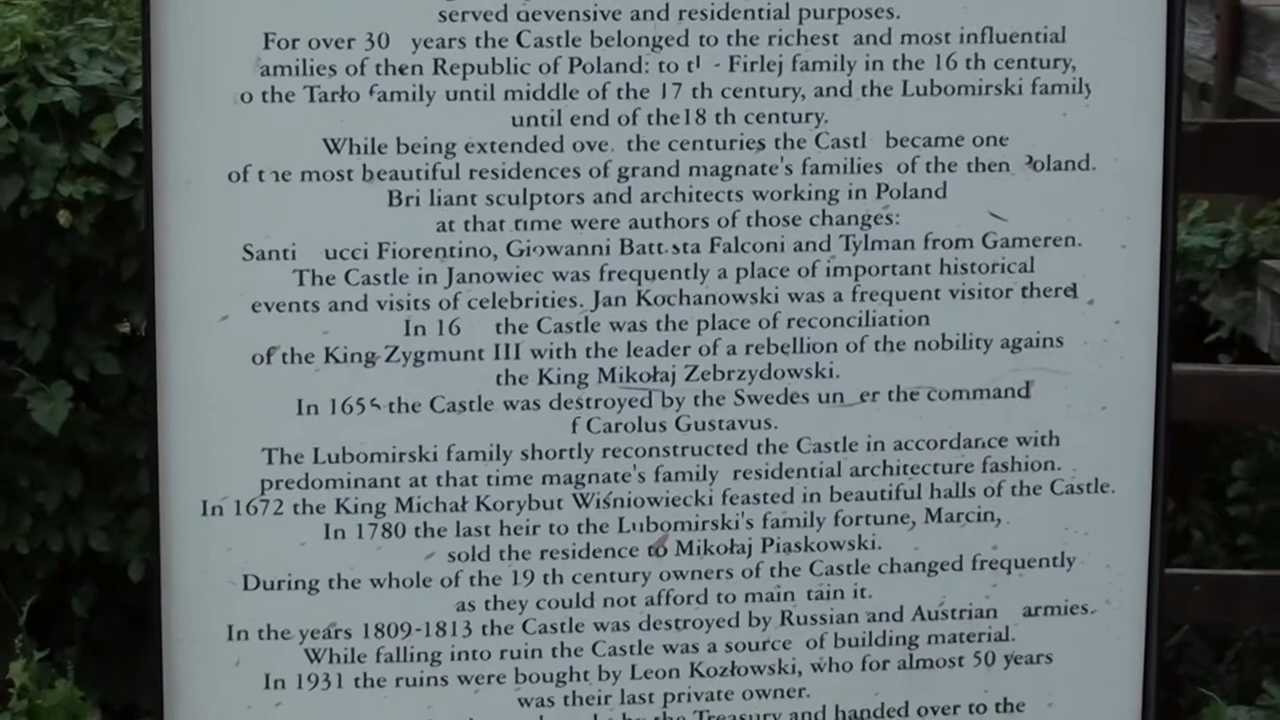 served defensive and residential purposes.
For over 30 years the Castle belonged to the richest and most influential
amilies of then Republic of Poland: to t - Firlej family in the 16 th century,
o the Tarło family until middle of the 17 th century, and the Lubomirski family
until end of the18 th century.
While being extended ove the centuries the Castl became one
of the most beautiful residences of grand magnate's families of the then Poland.
Bri liant sculptors and architects working in Poland
at that time were authors of those changes:
Santi ucci Fiorentino, Giowanni Battista Falconi and Tylman from Gameren.
The Castle in Janowiec was frequently a place of important historical
events and visits of celebrities. Jan Kochanowski was a frequent visitor there
In 16 the Castle was the place of reconciliation
of the King Zygmunt III with the leader of a rebellion of the nobility agains
the King Mikołaj Zebrzydowski.
In 1655 the Castle was destroyed by the Swedes un er the command
f Carolus Gustavus.
The Lubomirski family shortly reconstructed the Castle in accordance with
predominant at that time magnate's family residential architecture fashion.
In 1672 the King Michał Korybut Wiśniowiecki feasted in beautiful halls of the Castle.
In 1780 the last heir to the Lubomirski's family fortune, Marcin,
sold the residence to Mikołaj Piaskowski.
During the whole of the 19 th century owners of the Castle changed frequently
as they could not afford to main tain it.
In the years 1809-1813 the Castle was destroyed by Russian and Austrian armies.
While falling into ruin the Castle was a source of building material.
In 1931 the ruins were bought by Leon Kozłowski, who for almost 50 years
was their last private owner.
by the Treasury and handed over to the